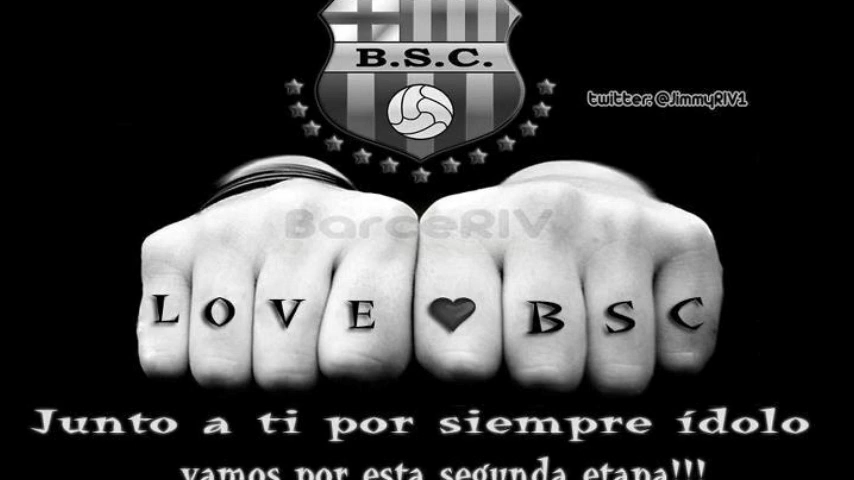 B.S.C.
twitter: @JimmyRIV1
BarceRIV
LOVE ♥ BSC
Junto a ti por siempre ídolo
vamos por esta segunda etapa!!!